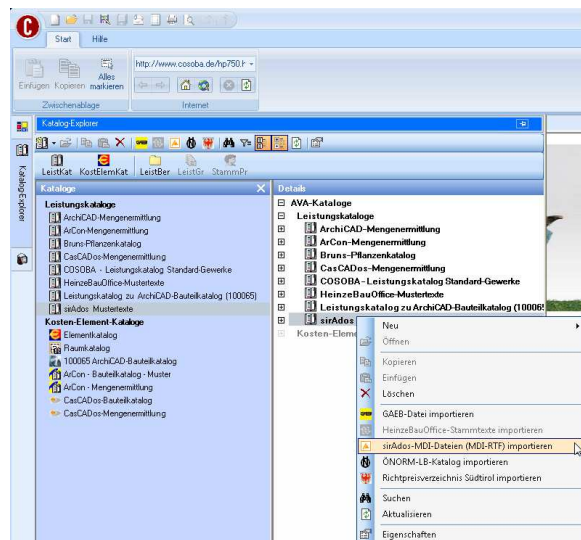 C
Start
Hilfe
Einfügen
Kopieren
Alles
markieren
http://www.cosoba.de/hp750.h
Zwischenablage
Internet
Katalog-Explorer
LeistKat
KostElemKat
LeistBer
LeistGr
StammPr
Katalog-Explorer
Kataloge
Leistungskataloge
ArchiCAD-Mengenermittlung
ArCon-Mengenermittlung
Bruns-Pflanzenkatalog
CasCADos-Mengenermittlung
COSOBA - Leistungskatalog Standard-Gewerke
HeinzeBauOffice-Mustertexte
Leistungskatalog zu ArchiCAD-Bauteilkatalog (100065)
sirAdos Mustertexte
Kosten-Element-Kataloge
Elementkatalog
Raumkatalog
100065 ArchiCAD-Bauteilkatalog
ArCon - Bauteilkatalog - Muster
ArCon - Mengenermittlung
CasCADos-Bauteilkatalog
CasCADos-Mengenermittlung
Details
AVA-Kataloge
Leistungskataloge
ArchiCAD-Mengenermittlung
ArCon-Mengenermittlung
Bruns-Pflanzenkatalog
CasCADos-Mengenermittlung
COSOBA - Leistungskatalog Standard-Gewerke
HeinzeBauOffice-Mustertexte
Leistungskatalog zu ArchiCAD-Bauteilkatalog (10006
sirAdos
Kosten-Eleme
Neu
Öffnen
Kopieren
Einfügen
Löschen
GAEB-Datei importieren
HeinzeBauOffice-Stammtexte importieren
sirAdos-MDI-Dateien (MDI-RTF) importieren
ÖNORM-LB-Katalog importieren
Richtpreisverzeichnis Südtirol importieren
Suchen
Aktualisieren
Eigenschaften